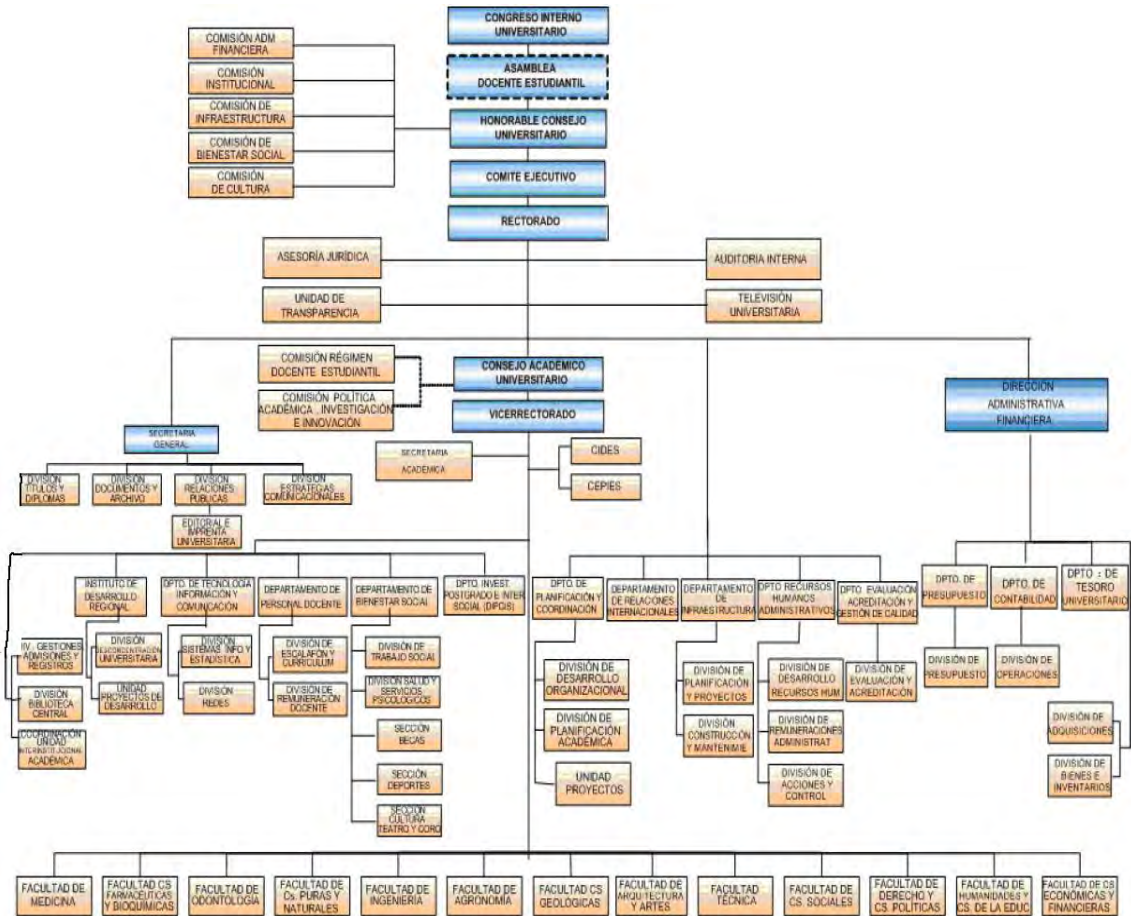 CONGRESO INTERNO
UNIVERSITARIO
COMISIÓN ADM
FINANCIERA
ASAMBLEA
DOCENTE ESTUDIANTIL
COMISIÓN
INSTITUCIONAL
COMISIÓN DE
INFRAESTRUCTURA
HONORABLE CONSEJO
UNIVERSITARIO
COMISIÓN DE
BIENESTAR SOCIAL
COMISIÓN
DE CULTURA
COMITE EJECUTIVO
RECTORADO
ASESORÍA JURÍDICA
AUDITORIA INTERNA
UNIDAD DE
TRANSPARENCIA
TELEVISIÓN
UNIVERSITARIA
COMISIÓN RÉGIMEN
DOCENTE ESTUDIANTIL
CONSEJO ACADÉMICO
UNIVERSITARIO
COMISIÓN POLÍTICA
ACADÉMICA . INVESTIGACIÓN
E INNOVACIÓN
VICERRECTORADO
DIRECCIÓN
ADMINISTRATIVA
FINANCIERA
SECRETARIA
GENERAL
SECRETARIA
ACADÉMICA
CIDES
CEPIES
DIVISIÓN
TÍTULOS Y
DIPLOMAS
DIVISIÓN
DOCUMENTOS Y
ARCHIVO
DIVISIÓN
RELACIONES
PÚBLICAS
DIVISIÓN
ESTRATEGIAS
COMUNICACIONALES
EDITORIAL E
IMPRENTA
UNIVERSITARIA
INSTITUTO DE
DESARROLLO
REGIONAL
DPTO. DE TECNOLOGÍA
INFORMACIÓN Y
COMUNICACIÓN
DEPARTAMENTO DE
PERSONAL DOCENTE
DEPARTAMENTO DE
BIENESTAR SOCIAL
DPTO. INVEST.
POSTGRADO E INTER
SOCIAL (DIPGIS)
DPTO. DE
PLANIFICACIÓN Y
COORDINACIÓN
DEPARTAMENTO
DE RELACIONES
INTERNACIONALES
DEPARTAMENTO
DE
INFRAESTRUCTURA
DPTO RECURSOS
HUMANOS
ADMINISTRATIVOS
DPTO. EVALUACIÓN
ACREDITACIÓN Y
GESTIÓN DE CALIDAD
DPTO. DE
PRESUPUESTO
DPTO. DE
CONTABILIDAD
DPTO : DE
TESORO
UNIVERSITARIO
IV. GESTIONES
ADMISIONES Y
REGISTROS
DIVISIÓN
BIBLIOTECA
CENTRAL
COORDINACIÓN
UNIDAD
ACADÉMICA
DIVISIÓN
DESCONCENTRACIÓN
UNIVERSITARIA
UNIDAD
PROYECTOS DE
DESARROLLO
DIVISIÓN
SISTEMAS INFO. Y
ESTADÍSTICA
DIVISIÓN
REDES
DIVISIÓN DE
ESCALAFÓN Y
CURRÍCULUM
DIVISIÓN DE
REMUNERACIÓN
DOCENTE
DIVISIÓN DE
TRABAJO SOCIAL
DIVISIÓN SALUD Y
SERVICIOS
PSICOLÓGICOS
SECCIÓN
BECAS
SECCIÓN
DEPORTES
SECCIÓN
CULTURA
TEATRO Y CORO
DIVISIÓN DE
DESARROLLO
ORGANIZACIONAL
DIVISIÓN DE
PLANIFICACIÓN
ACADÉMICA
UNIDAD
PROYECTOS
DIVISIÓN DE
PLANIFICACIÓN
Y PROYECTOS
DIVISIÓN
CONSTRUCCIÓN
Y MANTENIMIE
DIVISIÓN DE
DESARROLLO
RECURSOS HUM
DIVISIÓN DE
REMUNERACIONES
ADMINISTRAT
DIVISIÓN DE
ACCIONES Y
CONTROL
DIVISIÓN DE
EVALUACIÓN Y
ACREDITACIÓN
DIVISIÓN DE
PRESUPUESTO
DIVISIÓN DE
OPERACIONES
DIVISIÓN DE
ADQUISICIONES
DIVISIÓN DE
BIENES E
INVENTARIOS
FACULTAD DE
MEDICINA
FACULTAD CS
FARMACÉUTICAS
Y BIOQUÍMICAS
FACULTAD DE
ODONTOLOGÍA
FACULTAD DE
Cs. PURAS Y
NATURALES
FACULTAD DE
INGENIERÍA
FACULTAD DE
AGRONOMÍA
FACULTAD CS
GEOLÓGICAS
FACULTAD DE
ARQUITECTURA
Y ARTES
FACULTAD
TÉCNICA
FACULTAD DE
CS. SOCIALES
FACULTAD DE
DERECHO Y
CS. POLÍTICAS
FACULTAD DE
HUMANIDADES Y
CS. DE LA EDUC
FACULTAD DE CS.
ECONÓMICAS Y
FINANCIERAS